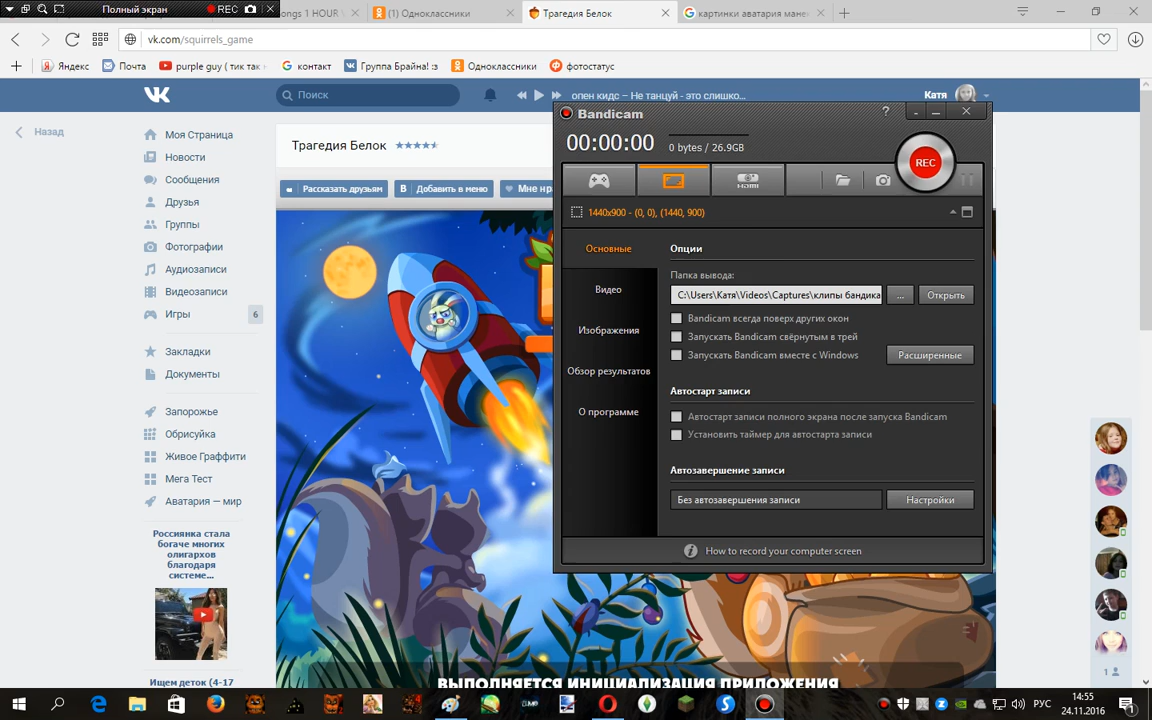 Полный экран
REC
ongs 1 HOUR
(1) Одноклассники
Трагедия Белок
картинки аватария мане
vk.com/squirrels_game
Яндекс
Почта
purple guy ( тик так
контакт
Группа Брайна! :з
Одноклассники
фотостатус
Поиск
опен кидс – Не танцуй - это слишко...
Катя
Назад
Моя Страница
Новости
Сообщения
Друзья
Группы
Фотографии
Аудиозаписи
Видеозаписи
Игры
6
Закладки
Документы
Запорожье
Обрисуйка
Живое Граффити
Мега Тест
Аватария — мир
Россиянка стала
богаче многих
олигархов
благодаря
системе...
Ищем деток (4-17
Трагедия Белок
Рассказать друзьям
В Добавить в меню
Мне нр
Bandicam
?
00:00:00
0 bytes / 26.9GB
REC
HDMI
1440x900 - (0, 0), (1440, 900)
Основные
Видео
Изображения
Обзор результатов
О программе
Опции
Папка вывода:
C:\Users\Катя\Videos\Captures\клипы бандика
...
Открыть
Bandicam всегда поверх других окон
Запускать Bandicam свёрнутым в трей
Запускать Bandicam вместе с Windows
Расширенные
Автостарт записи
Автостарт записи полного экрана после запуска Bandicam
Установить таймер для автостарта записи
Автозавершение записи
Без автозавершения записи
Настройки
How to record your computer screen
ВЫПОЛНЯЕТСЯ ИНИЦИАЛИЗАЦИЯ ПРИЛОЖЕНИЯ
1
РУС
14:55
24.11.2016
1